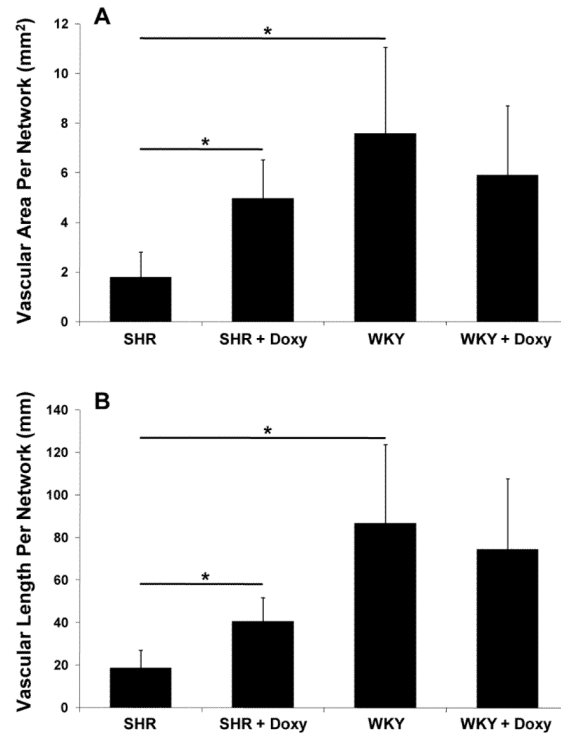 A
Vascular Area Per Network (mm²)
12
10
8
6
4
2
0
*
*
SHR
SHR + Doxy
WKY
WKY + Doxy
B
Vascular Length Per Network (mm)
140
120
100
80
60
40
20
0
*
*
SHR
SHR + Doxy
WKY
WKY + Doxy